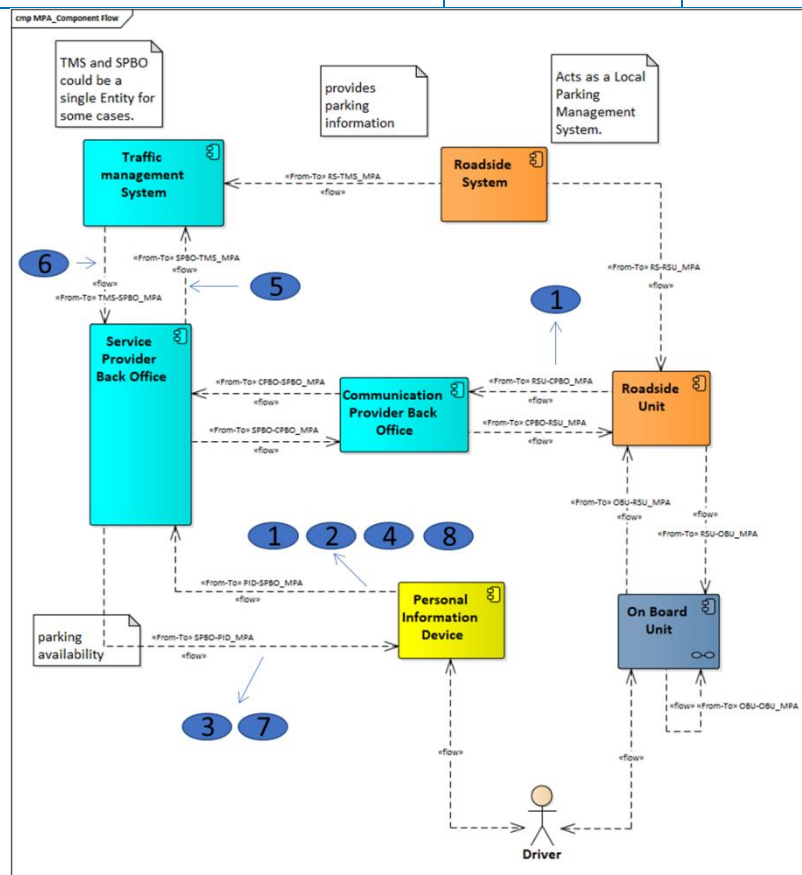 cmp MPA_Component Flow
TMS and SPBO
could be a
single Entity for
some cases.
provides
parking
information
Acts as a Local
Parking
Management
System.
Traffic
management
System
«From-To» RS-TMS_MPA
«flow»
Roadside
System
6
«From-To» SPBO-TMS_MPA
«flow»
5
«flow»
«From-To» TMS-SPBO_MPA
«From-To» RS-RSU_MPA
«flow»
1
Service
Provider
Back Office
«From-To» CPBO-SPBO_MPA
«flow»
«From-To» SPBO-CPBO_MPA
«flow»
Communication
Provider Back
Office
«From-To» RSU-CPBO_MPA
«flow»
«From-To» CPBO-RSU_MPA
«flow»
Roadside
Unit
«From-To» OBU-RSU_MPA
«flow»
«flow»
«From-To» RSU-OBU_MPA
1 2 4 8
«From-To» PID-SPBO_MPA
«flow»
Personal
Information
Device
On Board
Unit
parking
availability
«From-To» SPBO-PID_MPA
«flow»
3 7
«flow» «From-To» OBU-OBU_MPA
«flow»
«flow»
Driver